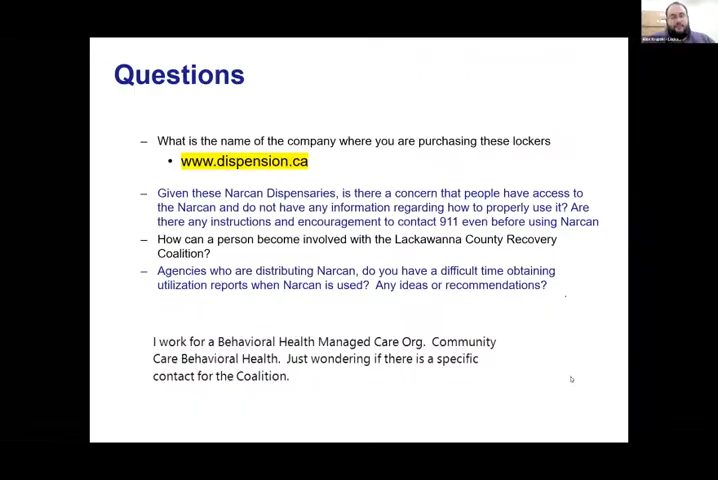 Questions
– What is the name of the company where you are purchasing these lockers
• www.dispension.ca
– Given these Narcan Dispensaries, is there a concern that people have access to
the Narcan and do not have any information regarding how to properly use it? Are
there any instructions and encouragement to contact 911 even before using Narcan
– How can a person become involved with the Lackawanna County Recovery
Coalition?
– Agencies who are distributing Narcan, do you have a difficult time obtaining
utilization reports when Narcan is used? Any ideas or recommendations?
I work for a Behavioral Health Managed Care Org. Community
Care Behavioral Health. Just wondering if there is a specific
contact for the Coalition.